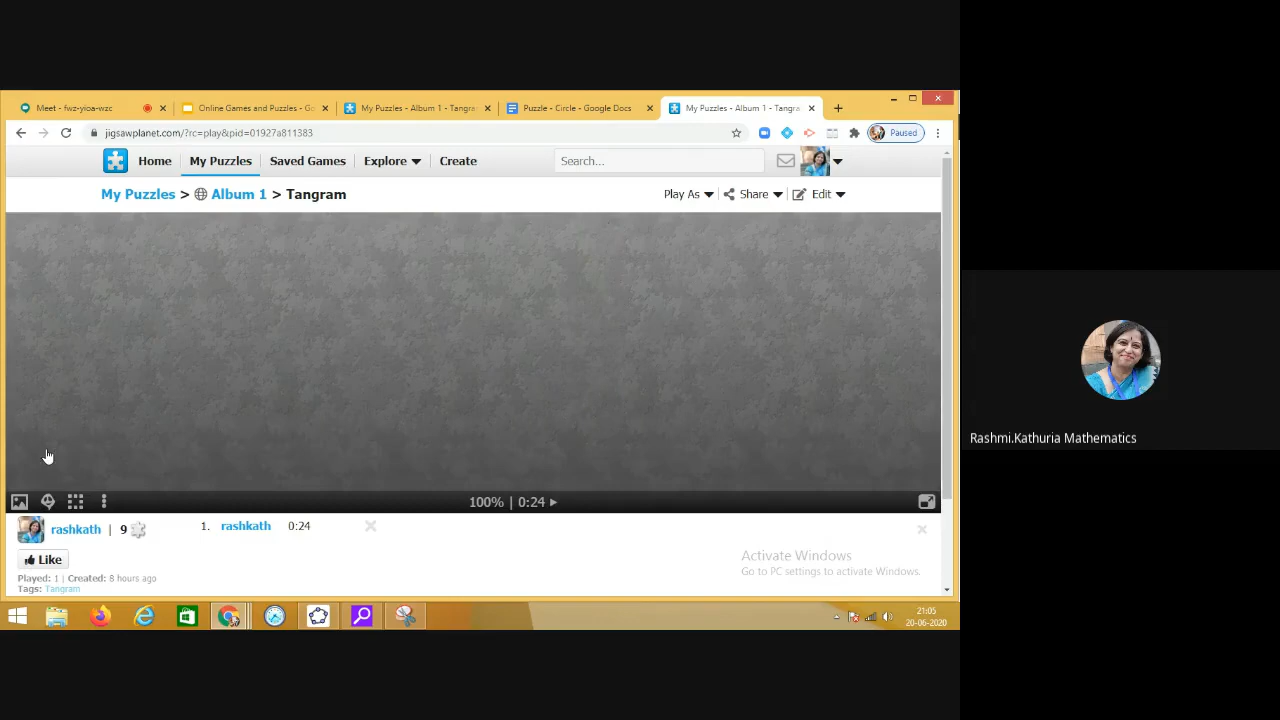 Meet - fwz-yioa-wzc
Online Games and Puzzles - Go
My Puzzles - Album 1 - Tangra
Puzzle - Circle - Google Docs
My Puzzles - Album 1 - Tangra
jigsawplanet.com/?rc=play&pid=01927a811383
Paused
Home My Puzzles Saved Games Explore Create Search...
My Puzzles > Album 1 > Tangram Play As Share Edit
Rashmi.Kathuria Mathematics
100% | 0:24
rashkath | 9
1. rashkath 0:24
Like
Played: 1 | Created: 8 hours ago
Tags: Tangram
Activate Windows
Go to PC settings to activate Windows.
21:05
20-06-2020